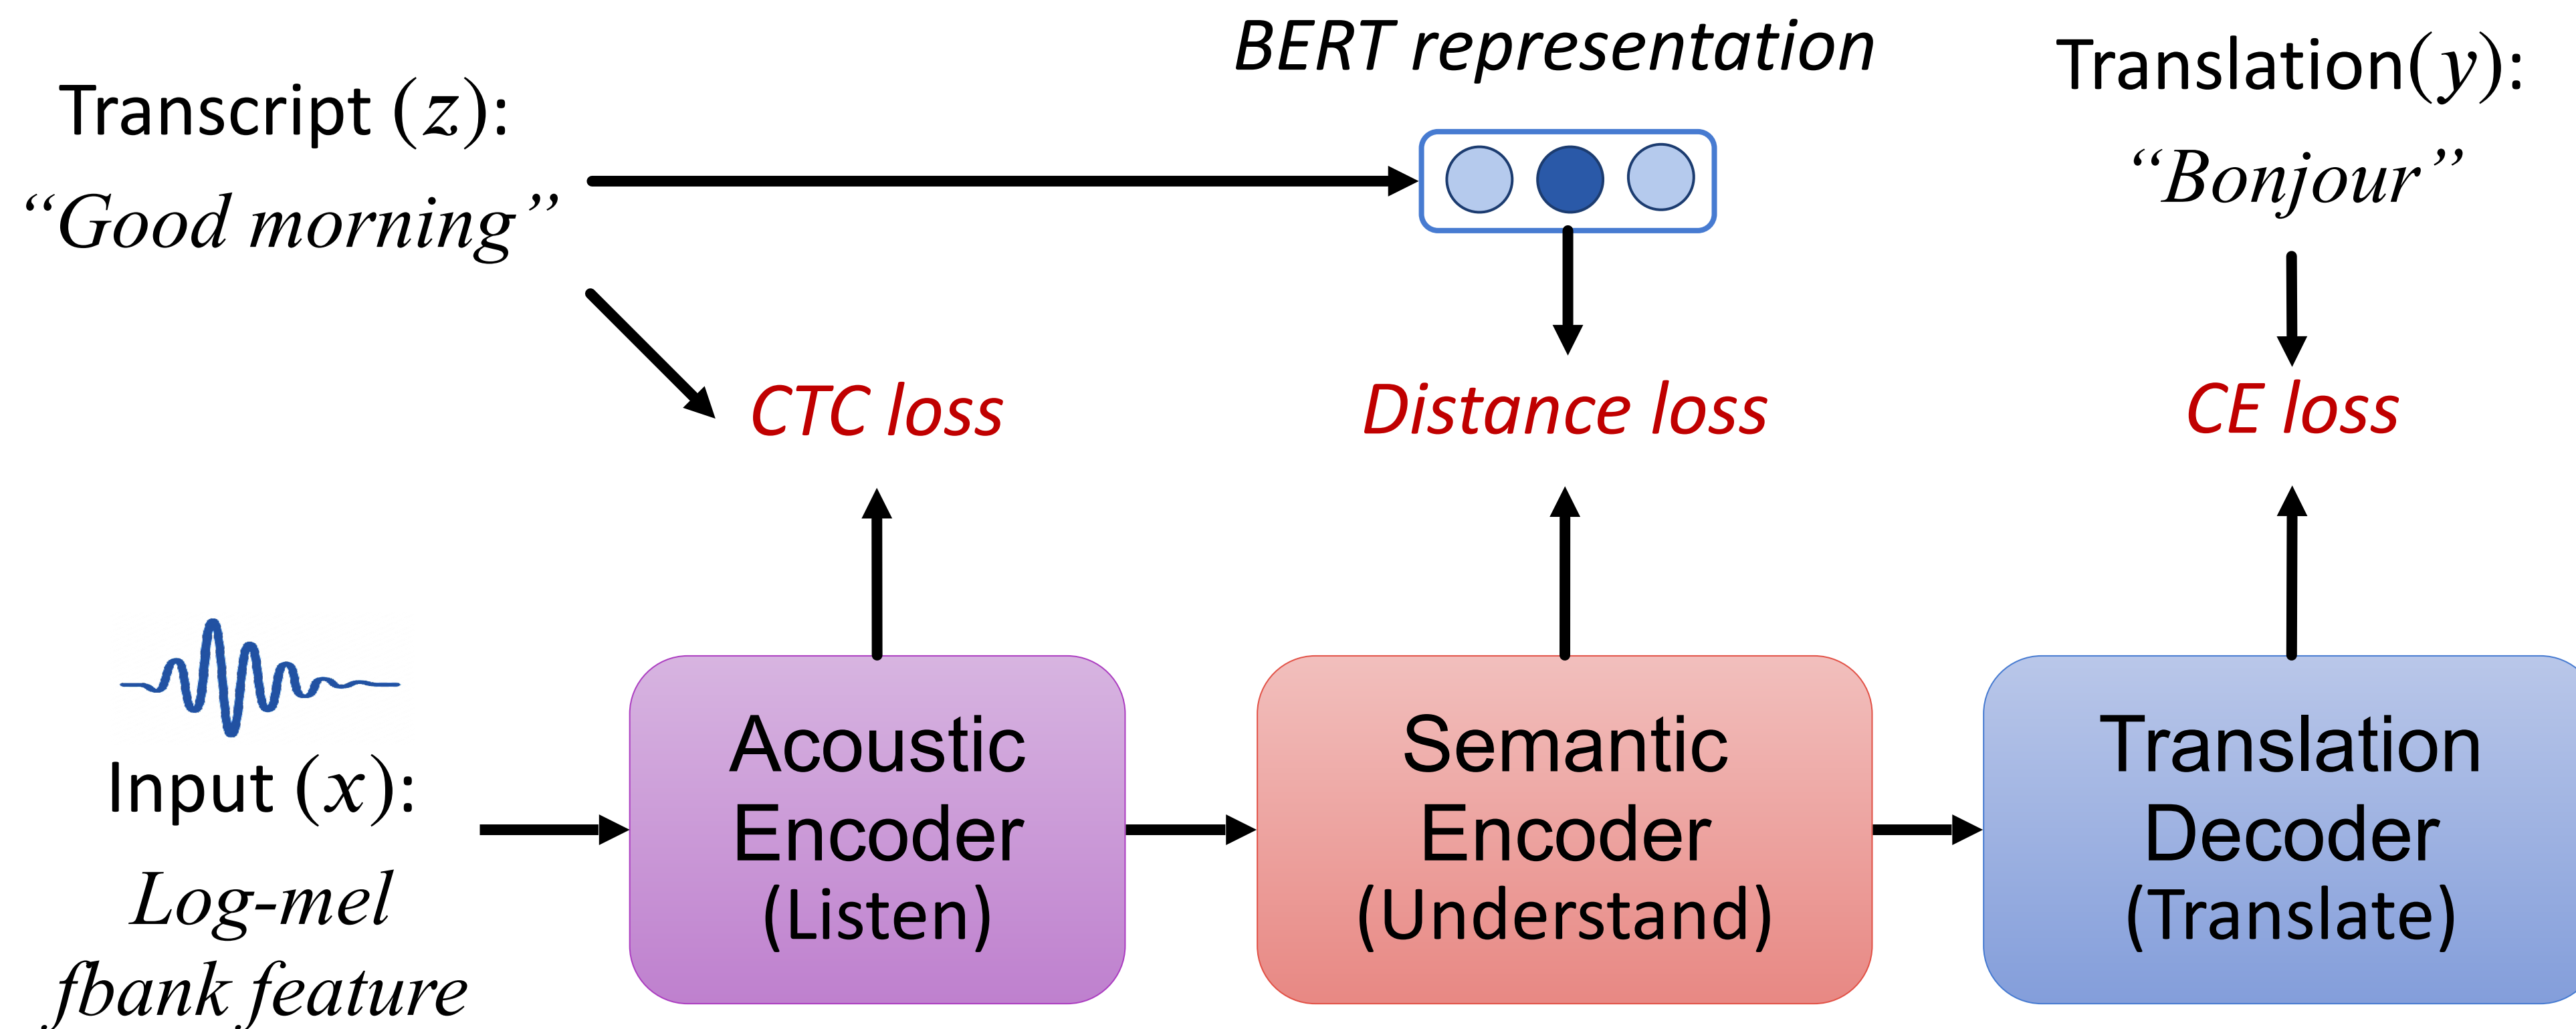 BERT representation
Transcript (z):
“Good morning”
Translation(y):
“Bonjour”
CTC loss
Distance loss
CE loss
Input (x):
Log-mel
fbank feature
Acoustic
Encoder
(Listen)
Semantic
Encoder
(Understand)
Translation
Decoder
(Translate)